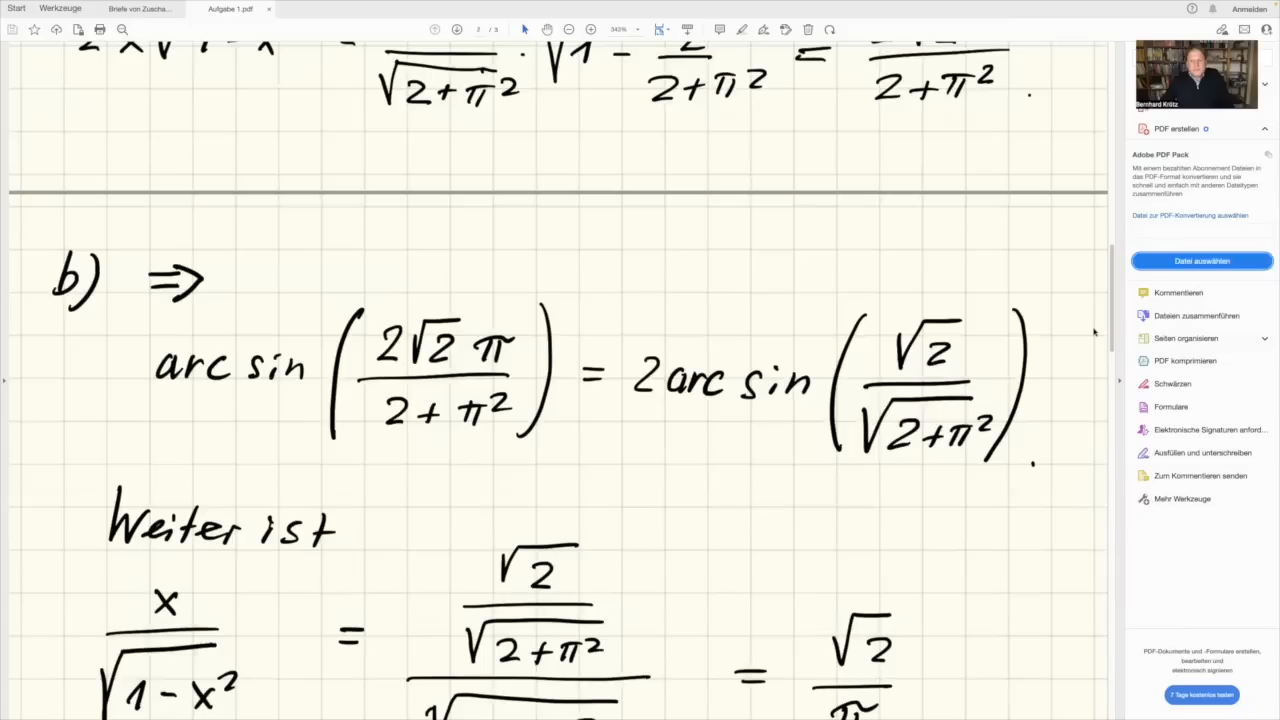 Start Werkzeuge Briefe von Zuscha... Aufgabe 1.pdf × Anmelden
2 / 3 343%
√(2+π²) · √1 − 2/(2+π²) = 2+π² .
b) ⇒
arc sin ( 2√2 π / (2 + π²) ) = 2 arc sin ( √2 / √(2+π²) ) .
Weiter ist
x / √(1 − x²) = √2 / √(2+π²) = √2 / π
Bernhard Krötz
PDF erstellen
Adobe PDF Pack
Mit einem bezahlten Abonnement Dateien in
das PDF-Format konvertieren und sie
schnell und einfach mit anderen Dateitypen
zusammenführen
Datei zur PDF-Konvertierung auswählen
Datei auswählen
Kommentieren
Dateien zusammenführen
Seiten organisieren
PDF komprimieren
Schwärzen
Formulare
Elektronische Signaturen anford...
Ausfüllen und unterschreiben
Zum Kommentieren senden
Mehr Werkzeuge
PDF-Dokumente und -Formulare erstellen,
bearbeiten und
elektronisch signieren
7 Tage kostenlos testen